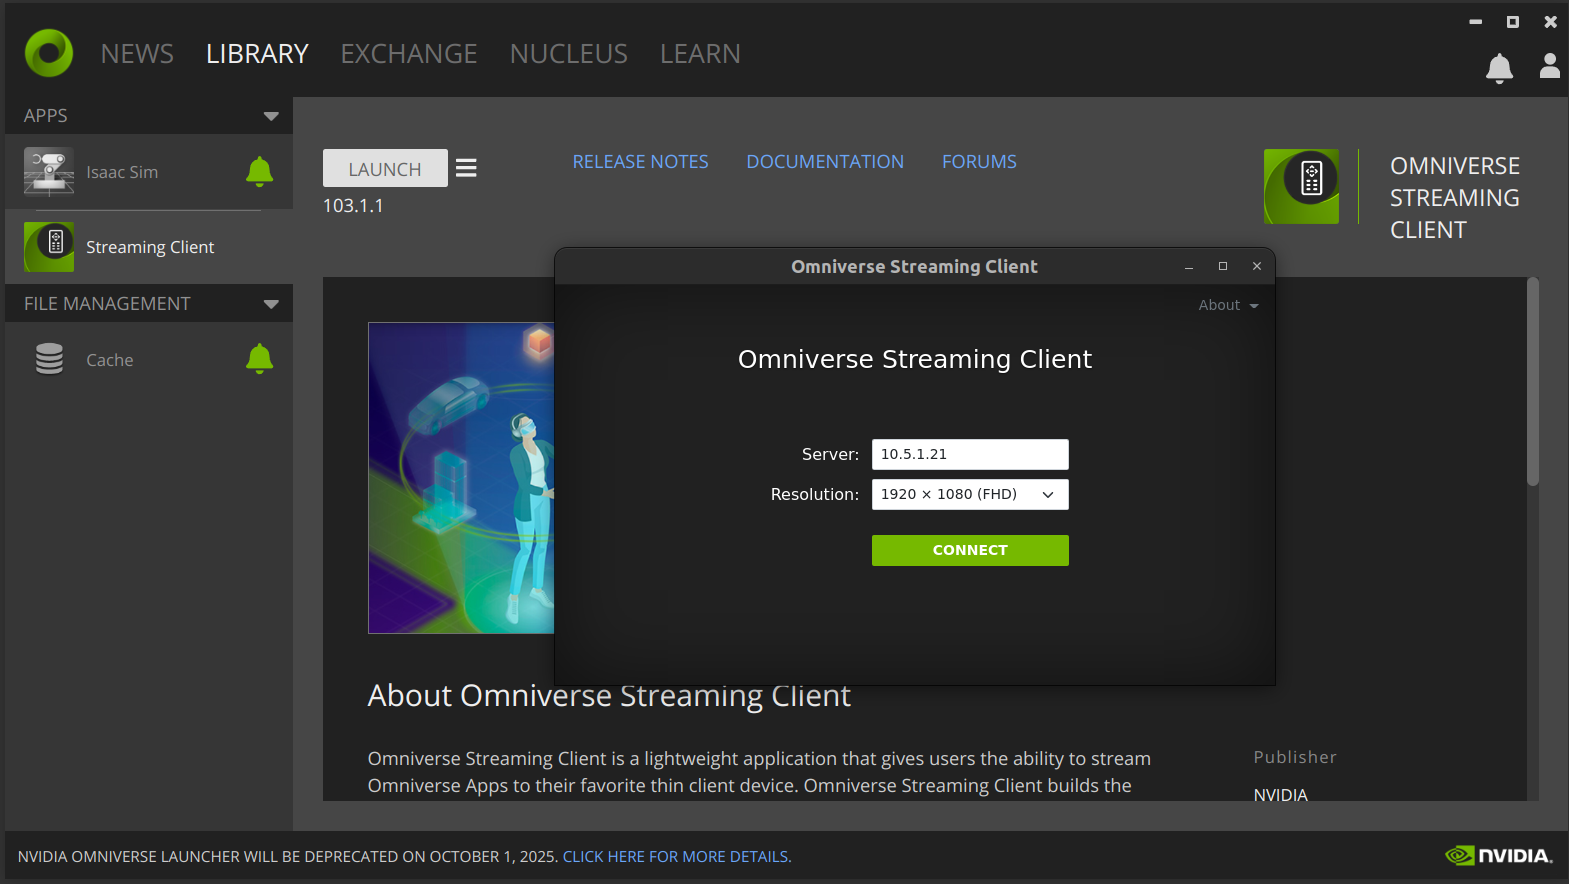 NEWS LIBRARY EXCHANGE NUCLEUS LEARN
APPS
Isaac Sim
Streaming Client
FILE MANAGEMENT
Cache
LAUNCH
103.1.1
RELEASE NOTES DOCUMENTATION FORUMS
OMNIVERSE
STREAMING
CLIENT
Omniverse Streaming Client
About
Omniverse Streaming Client
Server: 10.5.1.21
Resolution: 1920 × 1080 (FHD)
CONNECT
About Omniverse Streaming Client
Omniverse Streaming Client is a lightweight application that gives users the ability to stream
Omniverse Apps to their favorite thin client device. Omniverse Streaming Client builds the
Publisher
NVIDIA
NVIDIA OMNIVERSE LAUNCHER WILL BE DEPRECATED ON OCTOBER 1, 2025. CLICK HERE FOR MORE DETAILS.
NVIDIA.